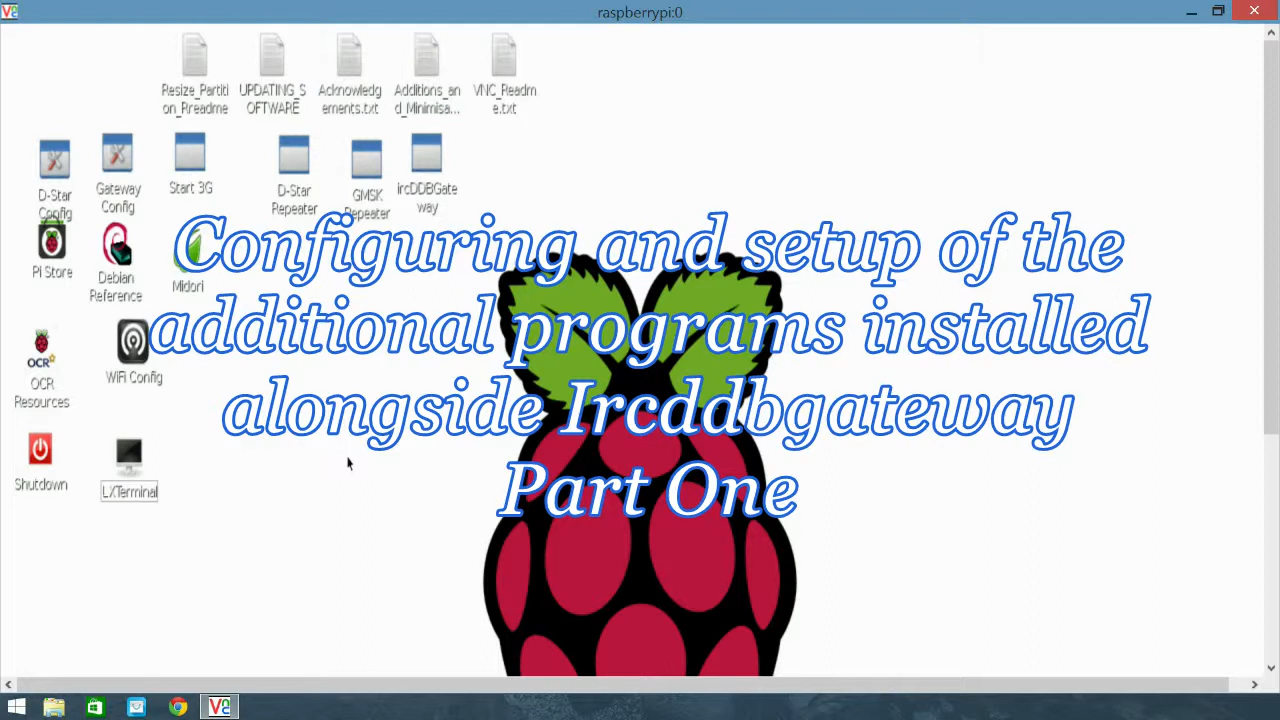 raspberrypi:0
Resize_Partiti
on_Rreadme
UPDATING_S
OFTWARE
Acknowledg
ements.txt
Additions_an
d_Minimisa...
VNC_Readm
e.txt
D-Star
Config
Gateway
Config
Start 3G
D-Star
Repeater
GMSK
Repeater
ircDDBGate
way
Pi Store
Debian
Reference
Midori
OCR
OCR
Resources
WiFi Config
Shutdown
LXTerminal
Configuring and setup of the
additional programs installed
alongside Ircddbgateway
Part One